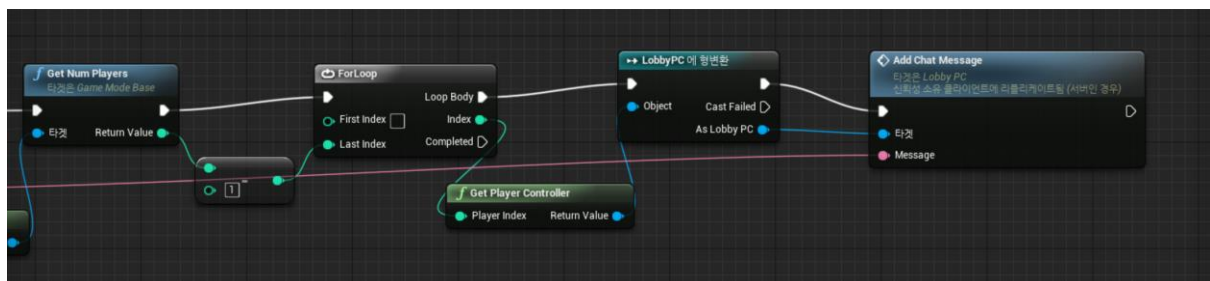 Get Num Players
타겟은 Game Mode Base
타겟
Return Value
1
-
ForLoop
Loop Body
First Index
Index
Last Index
Completed
Get Player Controller
Player Index
Return Value
LobbyPC 에 형변환
Object
Cast Failed
As Lobby PC
Add Chat Message
타겟은 Lobby PC
신뢰성 소유 클라이언트에 리플리케이트됨 (서버인 경우)
타겟
Message